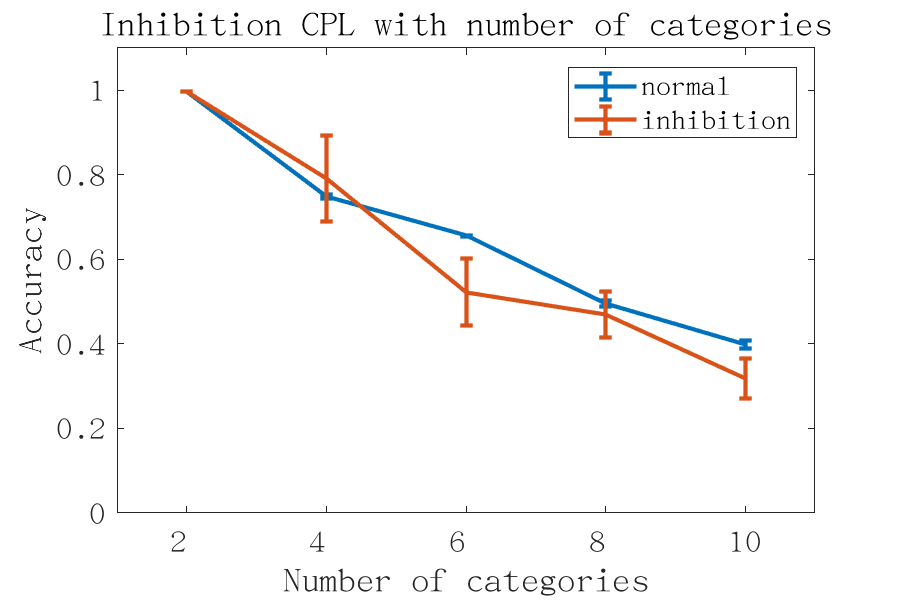 Inhibition CPL with number of categories
normal
inhibition
1
0.8
0.6
0.4
0.2
0
Accuracy
2 4 6 8 10
Number of categories